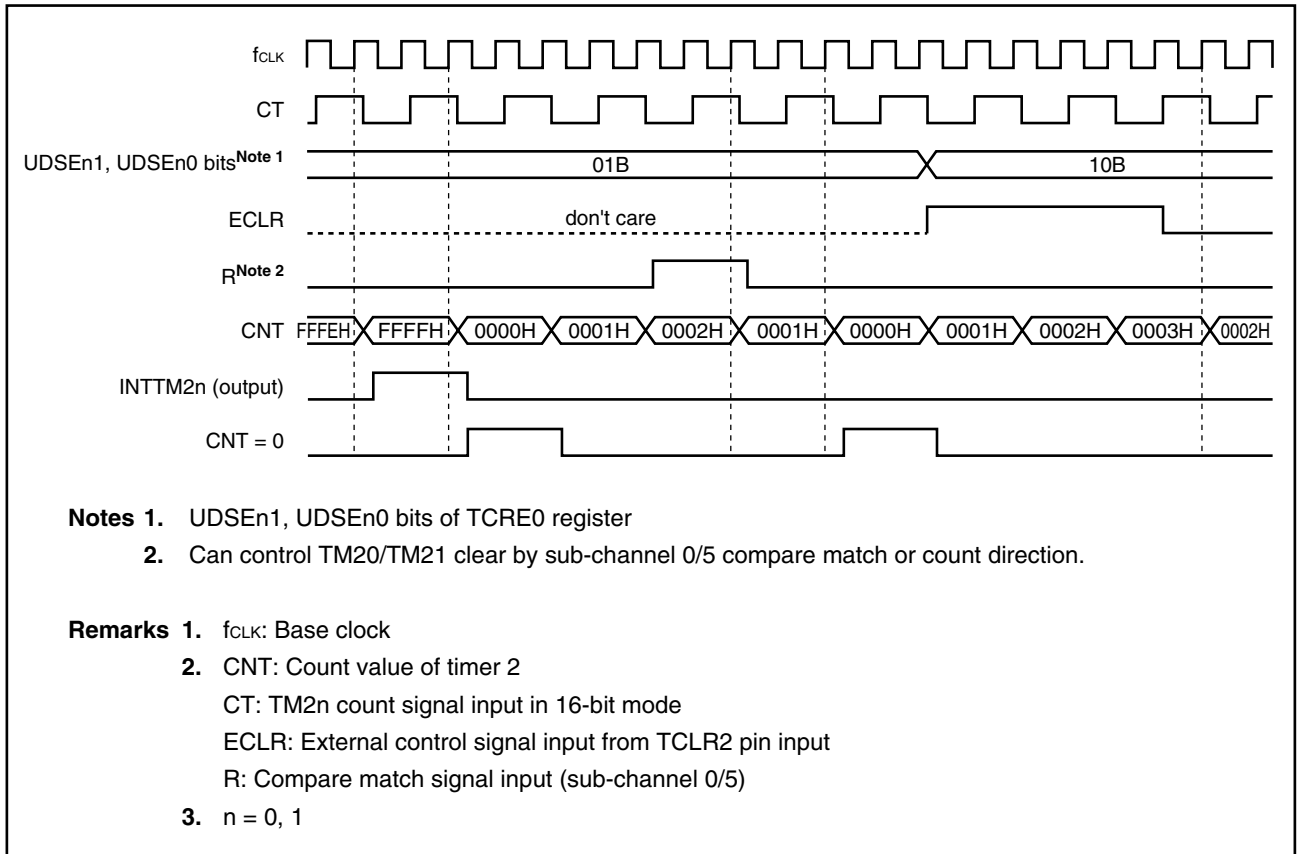 fCLK
CT
UDSEn1, UDSEn0 bitsNote 1 01B 10B
ECLR don't care
RNote 2
CNT FFFEH FFFFH 0000H 0001H 0002H 0001H 0000H 0001H 0002H 0003H 0002H
INTTM2n (output)
CNT = 0
Notes 1. UDSEn1, UDSEn0 bits of TCRE0 register
2. Can control TM20/TM21 clear by sub-channel 0/5 compare match or count direction.
Remarks 1. fCLK: Base clock
2. CNT: Count value of timer 2
CT: TM2n count signal input in 16-bit mode
ECLR: External control signal input from TCLR2 pin input
R: Compare match signal input (sub-channel 0/5)
3. n = 0, 1